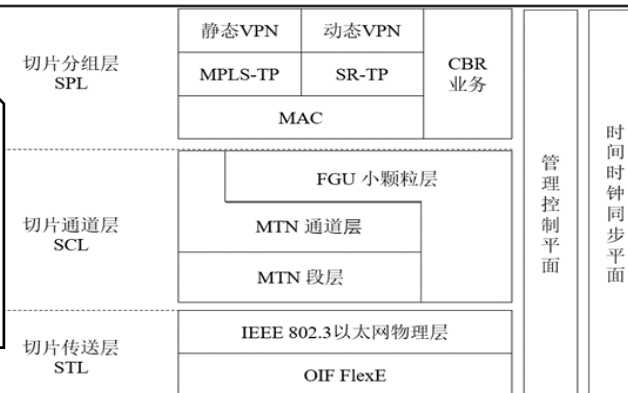 静态VPN
动态VPN
切片分组层
SPL
MPLS-TP
SR-TP
CBR
业务
MAC
FGU 小颗粒层
切片通道层
SCL
MTN 通道层
MTN 段层
IEEE 802.3以太网物理层
切片传送层
STL
OIF FlexE
管理控制平面
时间时钟同步平面